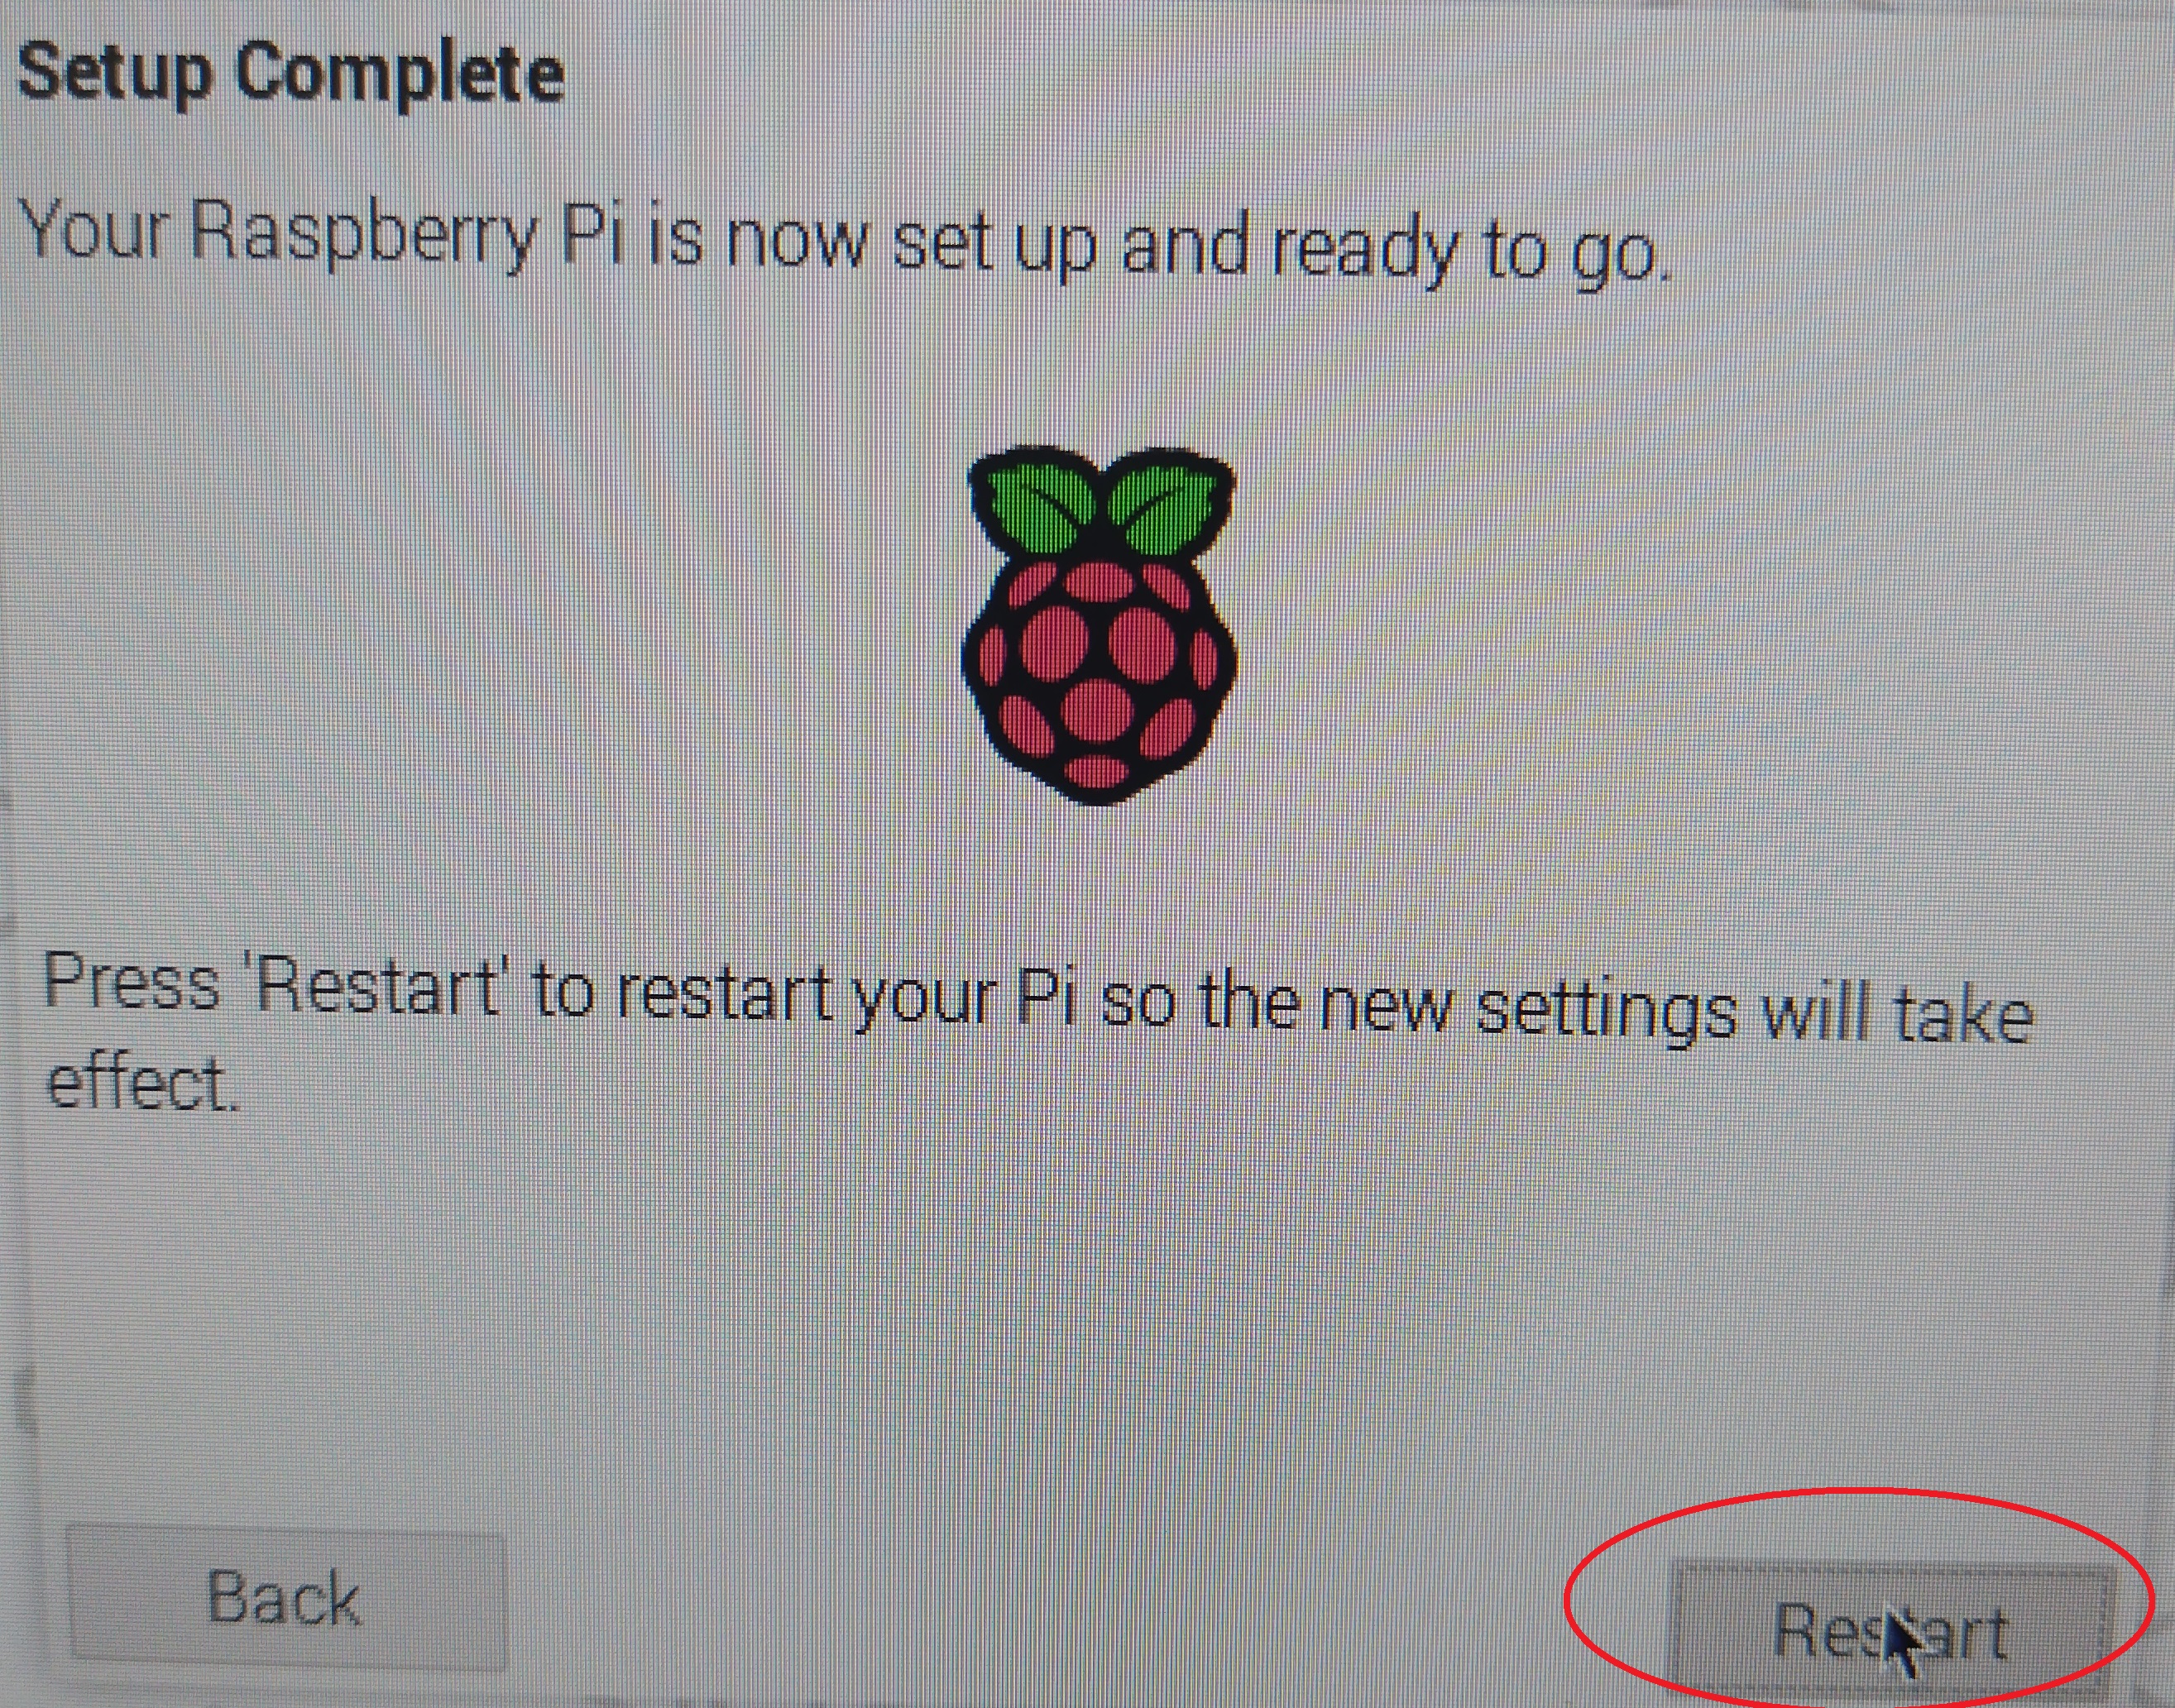 Setup Complete
Your Raspberry Pi is now set up and ready to go.
Press 'Restart' to restart your Pi so the new settings will take
effect.
Back
Restart